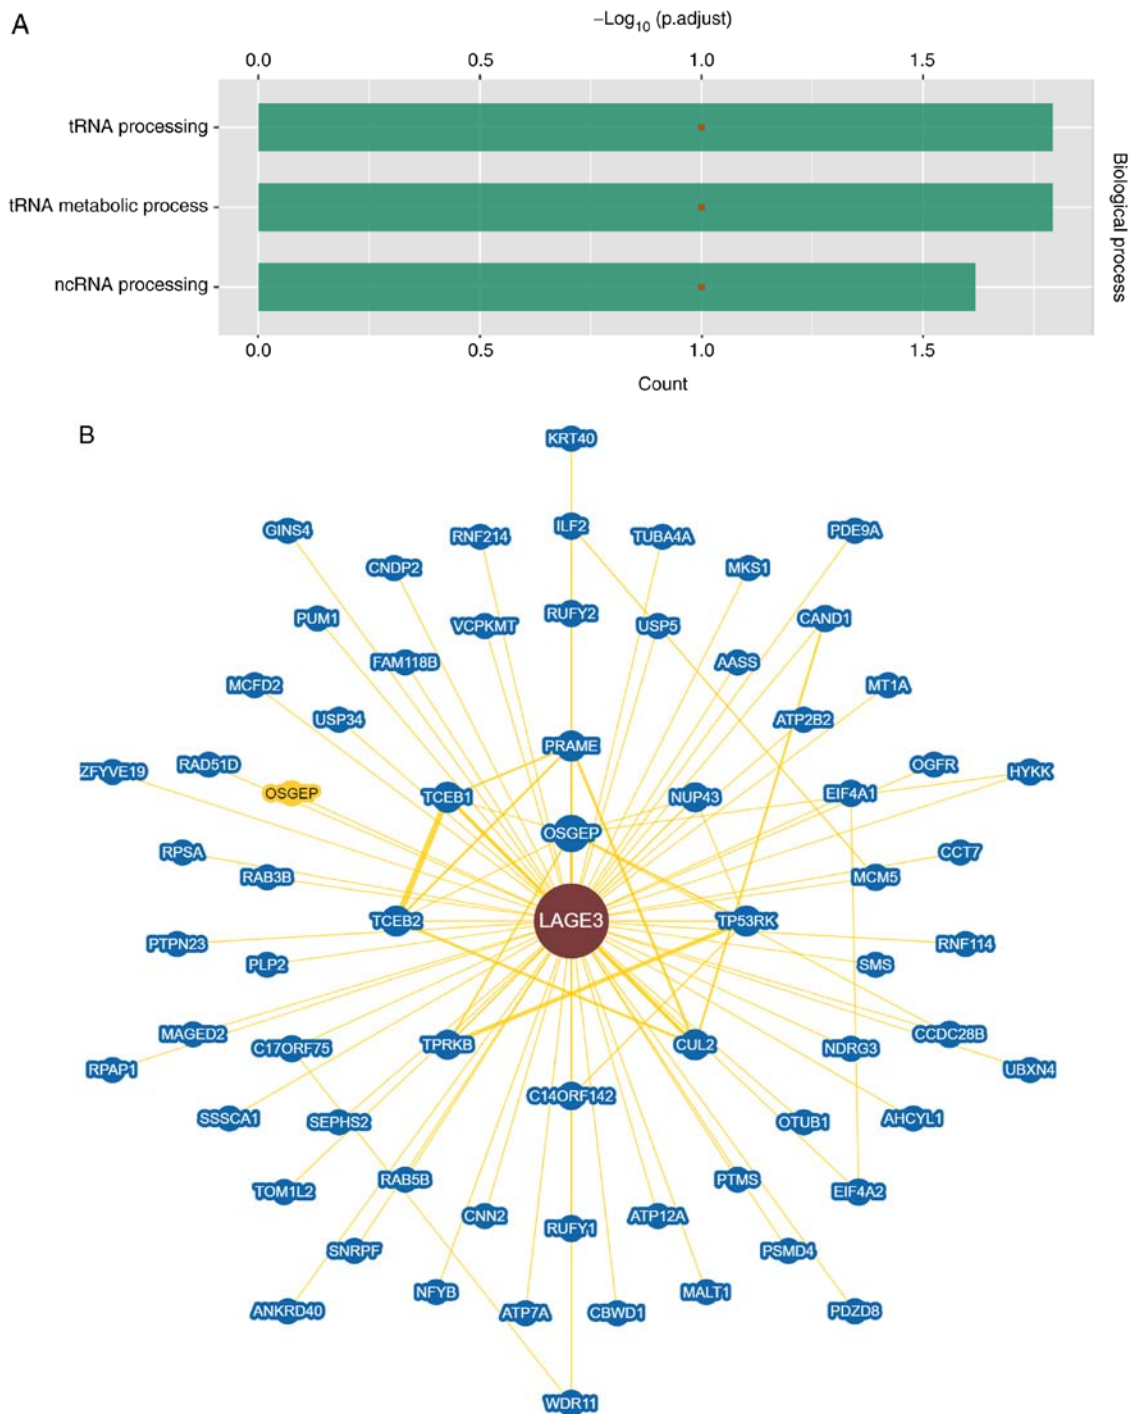 A
−Log10 (p.adjust)
0.0 0.5 1.0 1.5
tRNA processing
tRNA metabolic process
ncRNA processing
Biological process
0.0 0.5 1.0 1.5
Count
B
KRT40
GINS4 RNF214 ILF2 TUBA4A PDE9A
CNDP2 MKS1
PUM1 VCPKMT RUFY2 USP5 CAND1
FAM118B AASS
MCFD2 MT1A
USP34 ATP2B2
PRAME
ZFYVE19 RAD51D OGFR HYKK
OSGEP TCEB1 NUP43 EIF4A1
OSGEP
RPSA CCT7
RAB3B MCM5
TCEB2 LAGE3 TP53RK
PTPN23 RNF114
PLP2 SMS
MAGED2 CCDC28B
C17ORF75 TPRKB CUL2 NDRG3
RPAP1 UBXN4
C14ORF142
SSSCA1 SEPHS2 OTUB1 AHCYL1
TOM1L2 RAB5B PTMS EIF4A2
CNN2 RUFY1 ATP12A
SNRPF PSMD4
NFYB MALT1
ANKRD40 ATP7A CBWD1 PDZD8
WDR11